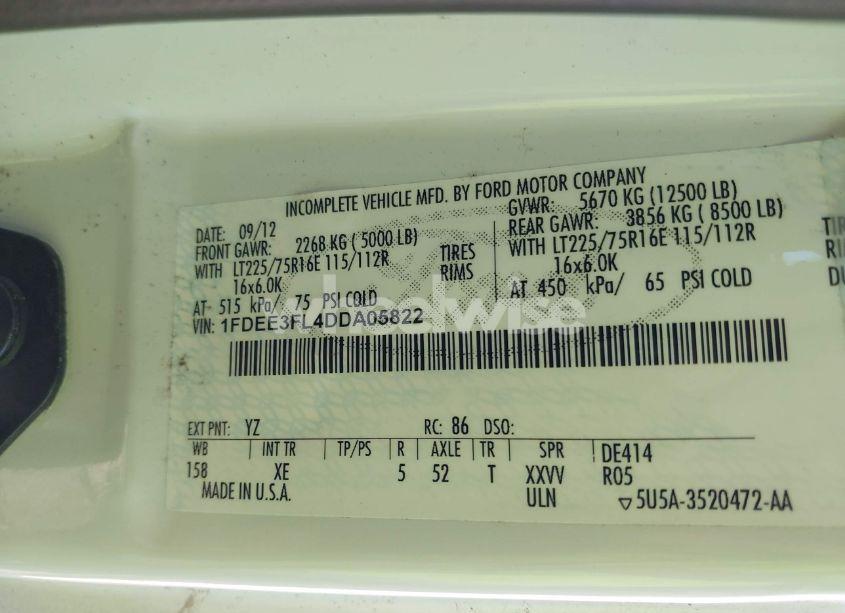 INCOMPLETE VEHICLE MFD. BY FORD MOTOR COMPANY
DATE: 09/12 GVWR: 5670 KG (12500 LB)
FRONT GAWR: 2268 KG ( 5000 LB) REAR GAWR: 3856 KG ( 8500 LB)
WITH LT225/75R16E 115/112R TIRES WITH LT225/75R16E 115/112R
16x6.0K RIMS 16x6.0K
AT 515 kPa/ 75 PSI COLD AT 450 kPa/ 65 PSI COLD
VIN: 1FDEE3FL4DDA05822
wheelwise
EXT PNT: YZ RC: 86 DSO:
WB INT TR TP/PS R AXLE TR SPR DE414
158 XE 5 52 T XXVV R05
MADE IN U.S.A. ULN ▽5U5A-3520472-AA